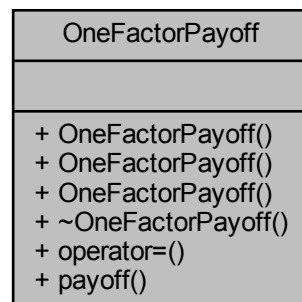 OneFactorPayoff
+ OneFactorPayoff()
+ OneFactorPayoff()
+ OneFactorPayoff()
+ ~OneFactorPayoff()
+ operator=()
+ payoff()